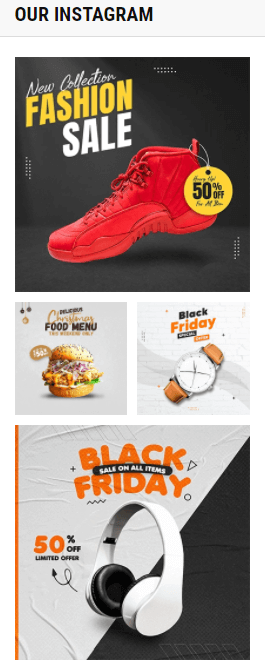 OUR INSTAGRAM
New Collection
FASHION
SALE
Hurry Up!
50% OFF
For All Item
DELICIOUS
Christmas
FOOD MENU
THIS WEEKEND ONLY
Black
Friday
SPECIAL OFFER
BLACK
SALE ON ALL ITEMS
FRIDAY
50% OFF
LIMITED OFFER